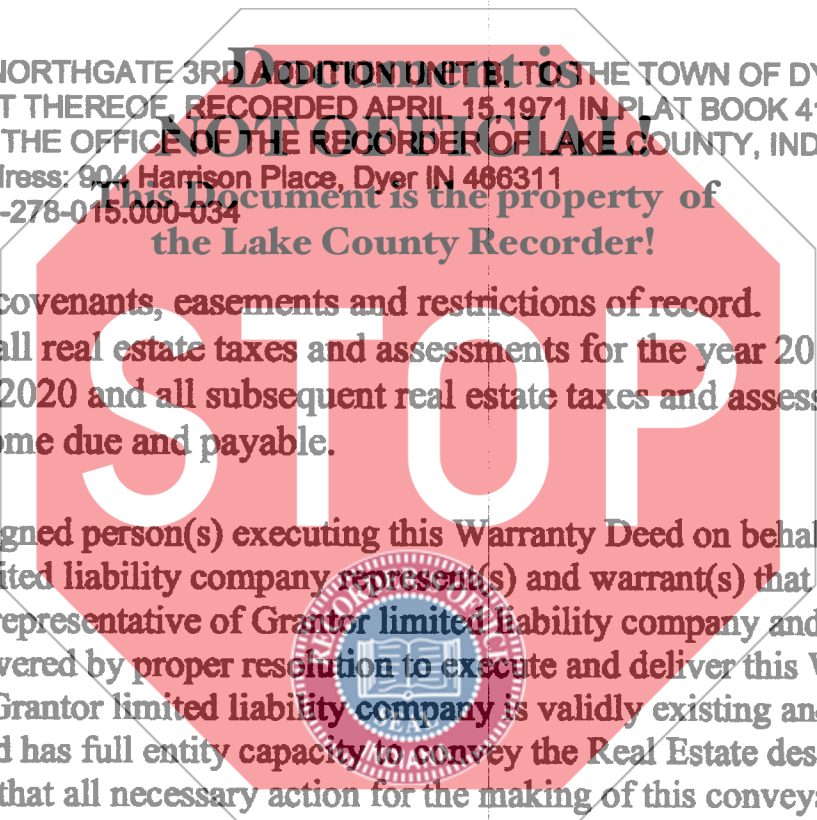 Document is
NORTHGATE 3RD ADDITION UNIT B, TO THE TOWN OF DY
T THEREOF, RECORDED APRIL 15,1971 IN PLAT BOOK 4
NOT OFFICIAL!
THE OFFICE OF THE RECORDER OF LAKE COUNTY, IND
ress: 904 Harrison Place, Dyer IN 466311
This Document is the property of
-278-015.000-034
the Lake County Recorder!
covenants, easements and restrictions of record.
all real estate taxes and assessments for the year 20
2020 and all subsequent real estate taxes and assess
me due and payable.
STOP
gned person(s) executing this Warranty Deed on behal
ited liability company represent(s) and warrant(s) that
representative of Grantor limited liability company and
vered by proper resolution to execute and deliver this W
Grantor limited liability company is validly existing an
d has full entity capacity to convey the Real Estate des
that all necessary action for the making of this convey